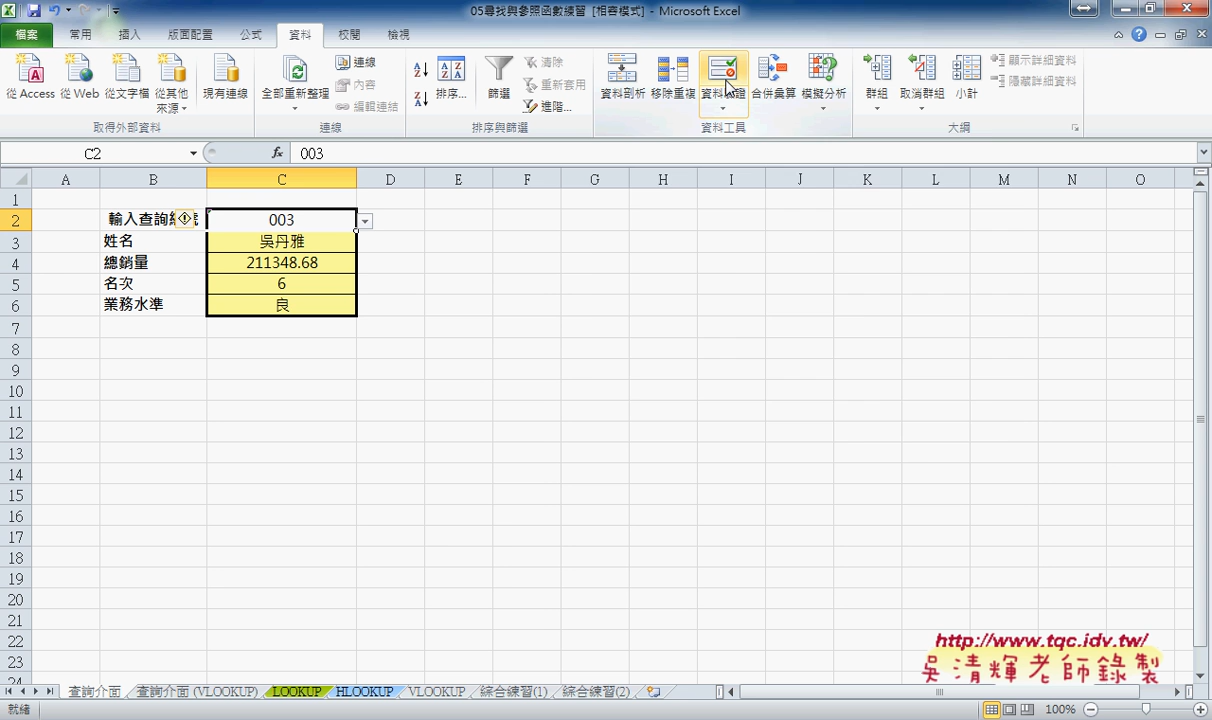 05尋找與參照函數練習 [相容模式] - Microsoft Excel
檔案 常用 插入 版面配置 公式 資料 校閱 檢視
從 Access 從 Web 從文字檔 從其他來源 現有連線 全部重新整理 連線 內容 編輯連結 排序... 篩選 清除 重新套用 進階... 資料剖析 移除重複 資料驗證 合併彙算 模擬分析 群組 取消群組 小計 顯示詳細資料 隱藏詳細資料
取得外部資料 連線 排序與篩選 資料工具 大綱
C2 fx 003
A B C D E F G H I J K L M N O
1
2 輸入查詢編號 003
3 姓名 吳丹雅
4 總銷量 211348.68
5 名次 6
6 業務水準 良
7
8
9
10
11
12
13
14
15
16
17
18
19
20
21
22
23
24
http://www.tqc.idv.tw/
吳清輝老師錄製
查詢介面 查詢介面 (VLOOKUP) LOOKUP HLOOKUP VLOOKUP 綜合練習(1) 綜合練習(2)
就緒 100%